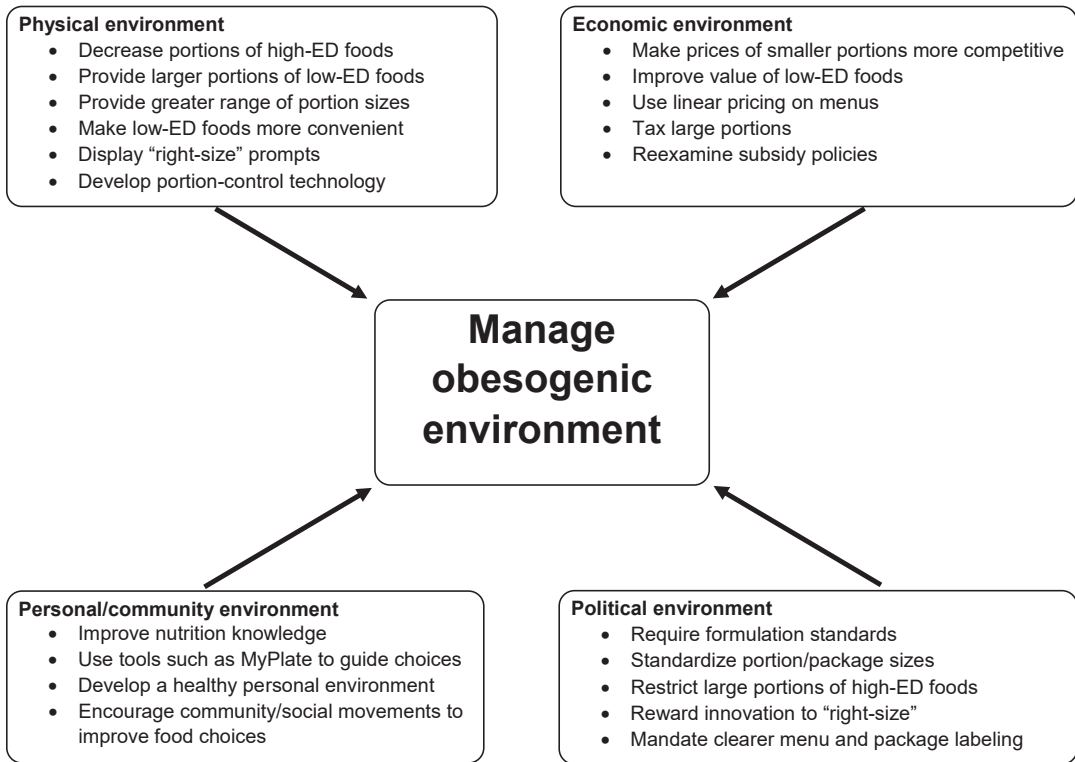 Physical environment
• Decrease portions of high-ED foods
• Provide larger portions of low-ED foods
• Provide greater range of portion sizes
• Make low-ED foods more convenient
• Display “right-size” prompts
• Develop portion-control technology
Economic environment
• Make prices of smaller portions more competitive
• Improve value of low-ED foods
• Use linear pricing on menus
• Tax large portions
• Reexamine subsidy policies
Manage
obesogenic
environment
Personal/community environment
• Improve nutrition knowledge
• Use tools such as MyPlate to guide choices
• Develop a healthy personal environment
• Encourage community/social movements to
improve food choices
Political environment
• Require formulation standards
• Standardize portion/package sizes
• Restrict large portions of high-ED foods
• Reward innovation to “right-size”
• Mandate clearer menu and package labeling